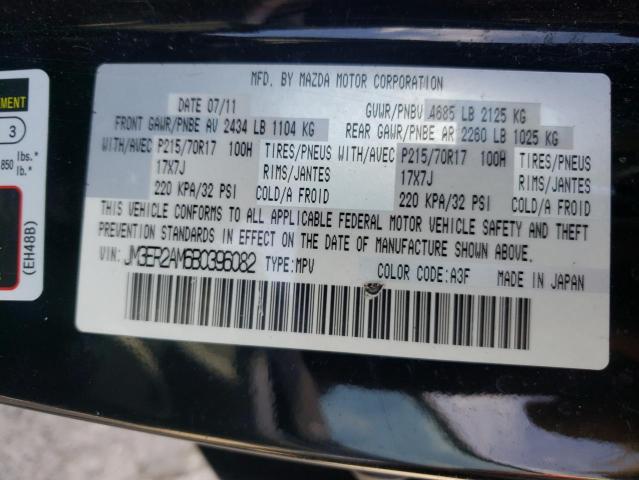 MFD. BY MAZDA MOTOR CORPORATION
DATE 07/11
GVWR/PNBV 4685 LB 2125 KG
FRONT GAWR/PNBE AV 2434 LB 1104 KG
REAR GAWR/PNBE AR 2260 LB 1025 KG
WITH/AVEC P215/70R17 100H TIRES/PNEUS WITH/AVEC P215/70R17 100H TIRES/PNEUS
17X7J RIMS/JANTES 17X7J RIMS/JANTES
220 KPA/32 PSI COLD/A FROID 220 KPA/32 PSI COLD/A FROID
THIS VEHICLE CONFORMS TO ALL APPLICABLE FEDERAL MOTOR VEHICLE SAFETY AND THEFT
PREVENTION STANDARDS IN EFFECT ON THE DATE OF MANUFACTURE SHOWN ABOVE.
VIN: JM3ER2AM6B0396082 TYPE:MPV COLOR CODE:A3F MADE IN JAPAN
EMENT
3
850 lbs.*
lb.*
(EH48B)